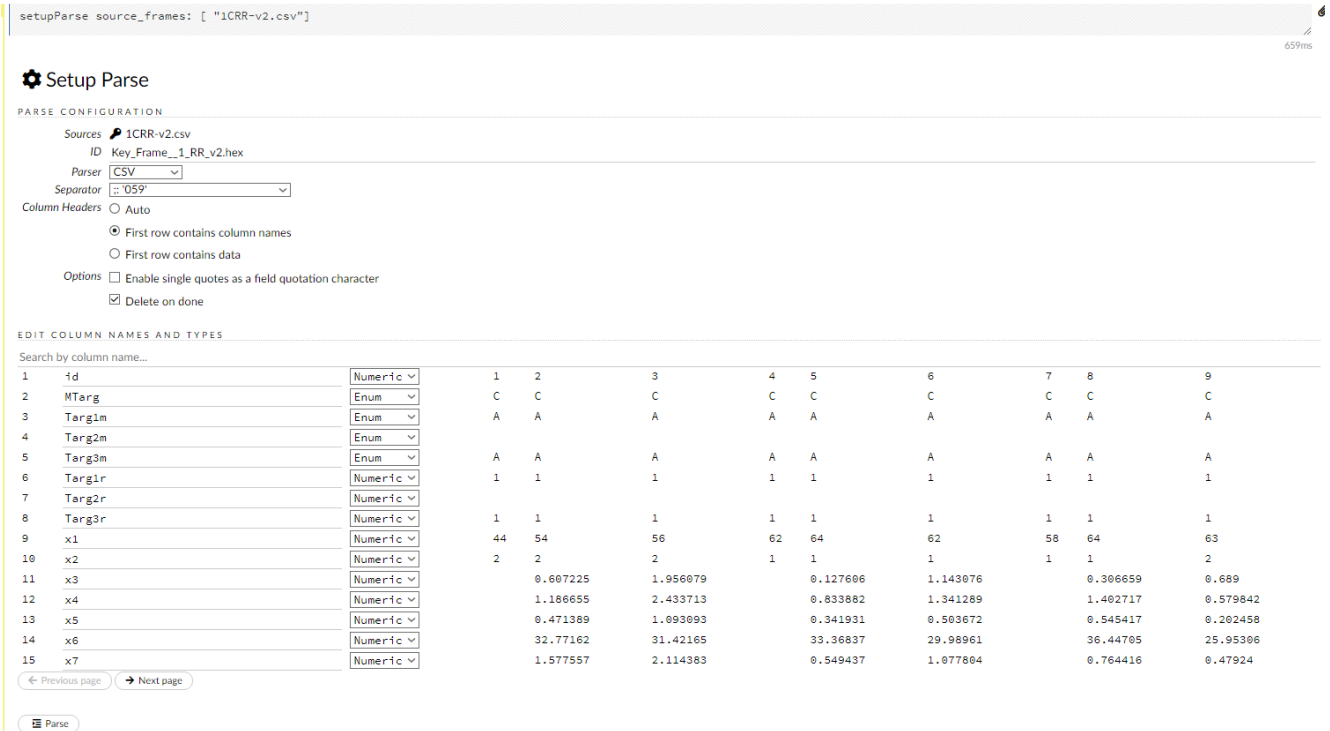 setupParse source_frames: [ "1CRR-v2.csv"]
659ms
Setup Parse
PARSE CONFIGURATION
Sources 1CRR-v2.csv
ID Key_Frame__1_RR_v2.hex
Parser CSV
Separator ;: '059'
Column Headers Auto
First row contains column names
First row contains data
Options Enable single quotes as a field quotation character
Delete on done
EDIT COLUMN NAMES AND TYPES
Search by column name...
1 id Numeric 1 2 3 4 5 6 7 8 9
2 MTarg Enum C C C C C C C C C
3 Targ1m Enum A A A A A A A A A
4 Targ2m Enum
5 Targ3m Enum A A A A A A A A A
6 Targ1r Numeric 1 1 1 1 1 1 1 1 1
7 Targ2r Numeric
8 Targ3r Numeric 1 1 1 1 1 1 1 1 1
9 x1 Numeric 44 54 56 62 64 62 58 64 63
10 x2 Numeric 2 2 2 1 1 1 1 1 2
11 x3 Numeric 0.607225 1.956079 0.127606 1.143076 0.306659 0.689
12 x4 Numeric 1.186655 2.433713 0.833882 1.341289 1.402717 0.579842
13 x5 Numeric 0.471389 1.093093 0.341931 0.503672 0.545417 0.202458
14 x6 Numeric 32.77162 31.42165 33.36837 29.98961 36.44705 25.95306
15 x7 Numeric 1.577557 2.114383 0.549437 1.077804 0.764416 0.47924
Previous page Next page
Parse